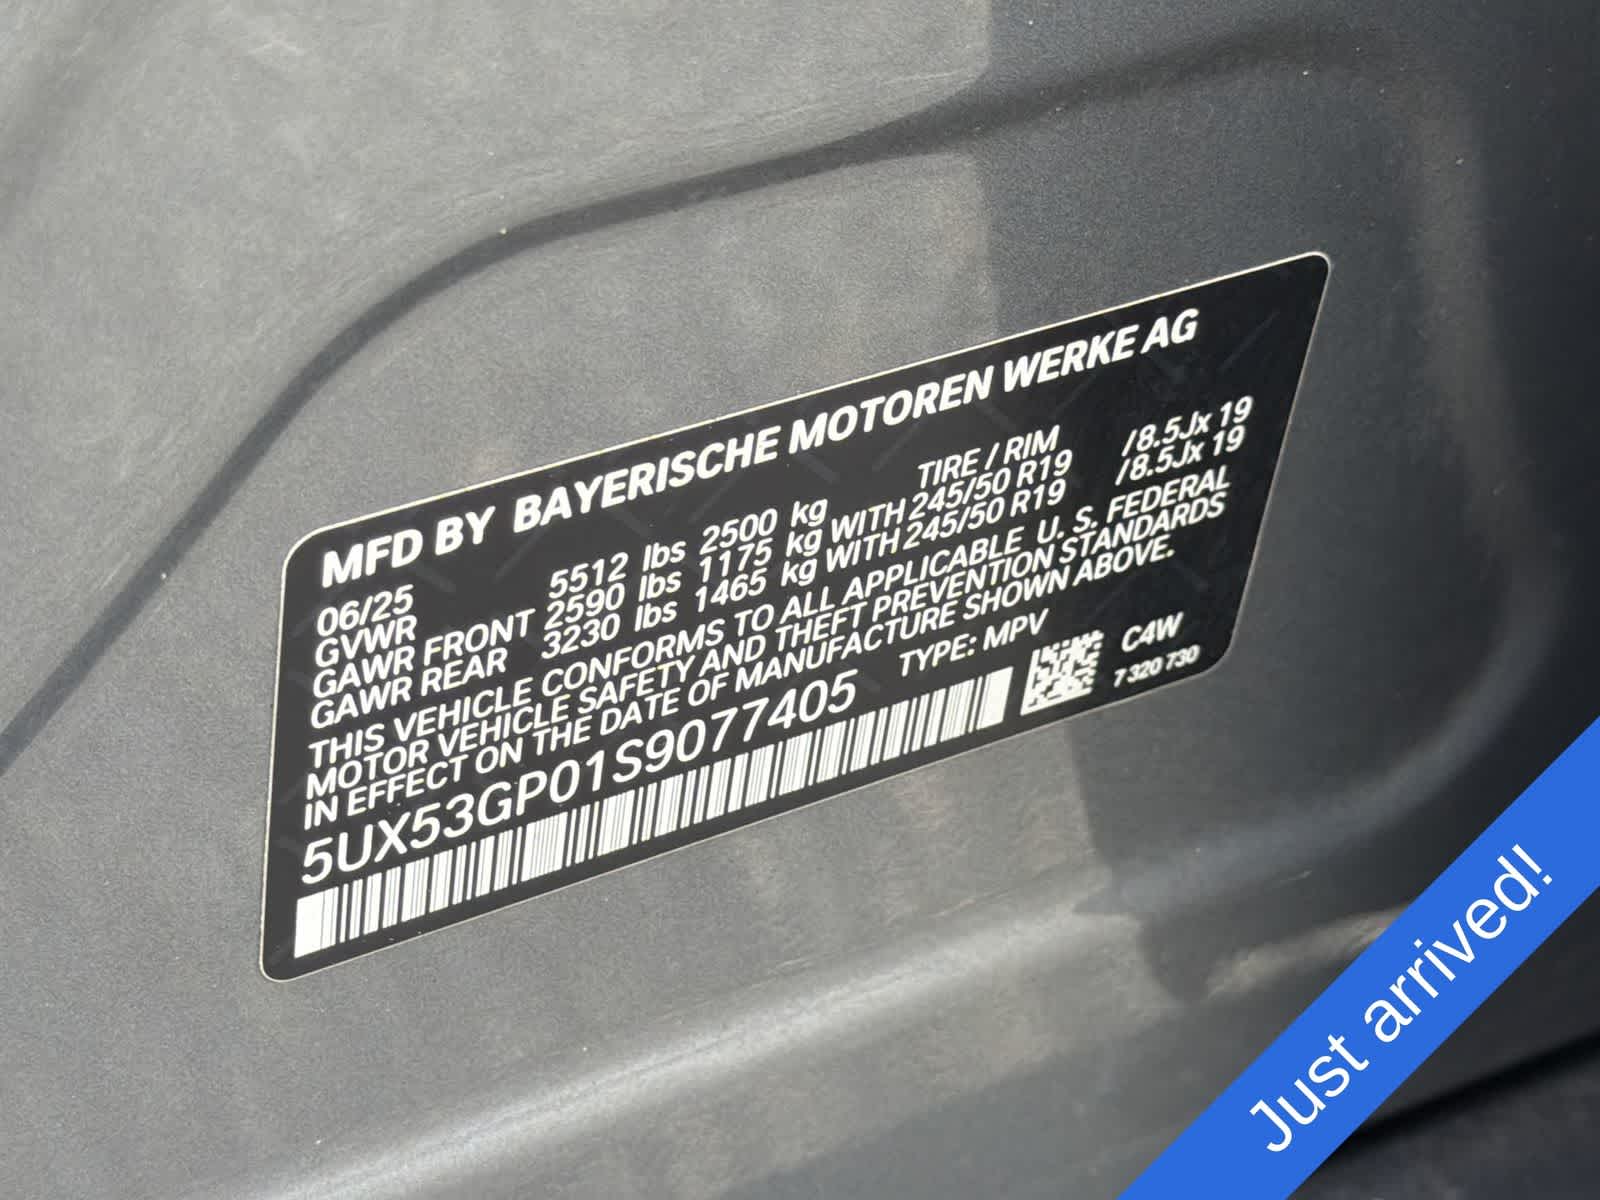 MFD BY BAYERISCHE MOTOREN WERKE AG
06/25 TIRE / RIM
GVWR 5512 lbs 2500 kg
GAWR FRONT 2590 lbs 1175 kg WITH 245/50 R19 /8.5Jx 19
GAWR REAR 3230 lbs 1465 kg WITH 245/50 R19 /8.5Jx 19
THIS VEHICLE CONFORMS TO ALL APPLICABLE U. S. FEDERAL
MOTOR VEHICLE SAFETY AND THEFT PREVENTION STANDARDS
IN EFFECT ON THE DATE OF MANUFACTURE SHOWN ABOVE.
5UX53GP01S9077405 TYPE: MPV
C4W
7 320 730
Just arrived!